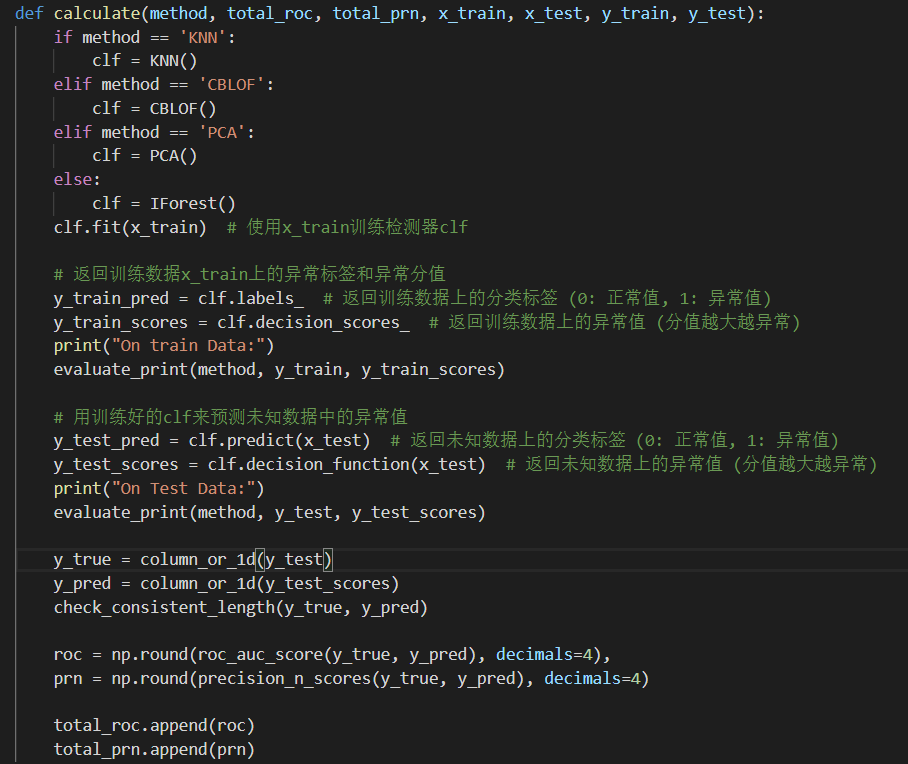 def calculate(method, total_roc, total_prn, x_train, x_test, y_train, y_test):
    if method == 'KNN':
        clf = KNN()
    elif method == 'CBLOF':
        clf = CBLOF()
    elif method == 'PCA':
        clf = PCA()
    else:
        clf = IForest()
    clf.fit(x_train)  # 使用x_train训练检测器clf

    # 返回训练数据x_train上的异常标签和异常分值
    y_train_pred = clf.labels_  # 返回训练数据上的分类标签 (0: 正常值, 1: 异常值)
    y_train_scores = clf.decision_scores_  # 返回训练数据上的异常值 (分值越大越异常)
    print("On train Data:")
    evaluate_print(method, y_train, y_train_scores)

    # 用训练好的clf来预测未知数据中的异常值
    y_test_pred = clf.predict(x_test)  # 返回未知数据上的分类标签 (0: 正常值, 1: 异常值)
    y_test_scores = clf.decision_function(x_test)  # 返回未知数据上的异常值 (分值越大越异常)
    print("On Test Data:")
    evaluate_print(method, y_test, y_test_scores)

    y_true = column_or_1d(y_test)
    y_pred = column_or_1d(y_test_scores)
    check_consistent_length(y_true, y_pred)

    roc = np.round(roc_auc_score(y_true, y_pred), decimals=4),
    prn = np.round(precision_n_scores(y_true, y_pred), decimals=4)

    total_roc.append(roc)
    total_prn.append(prn)